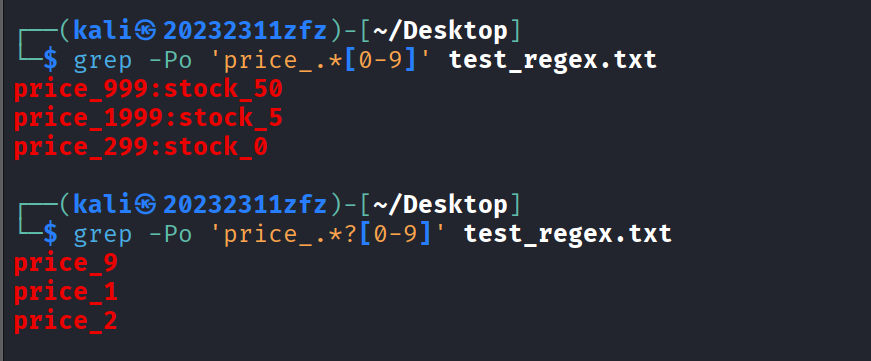 ┌──(kali㉿20232311zfz)-[~/Desktop]
└─$ grep -Po 'price_.*[0-9]' test_regex.txt
price_999:stock_50
price_1999:stock_5
price_299:stock_0
┌──(kali㉿20232311zfz)-[~/Desktop]
└─$ grep -Po 'price_.*?[0-9]' test_regex.txt
price_9
price_1
price_2